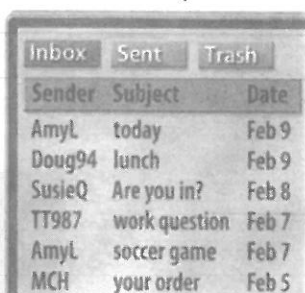 Inbox Sent Trash
Sender Subject Date
AmyL today Feb 9
Doug94 lunch Feb 9
SusieQ Are you in? Feb 8
TT987 work question Feb 7
AmyL soccer game Feb 7
MCH your order Feb 5